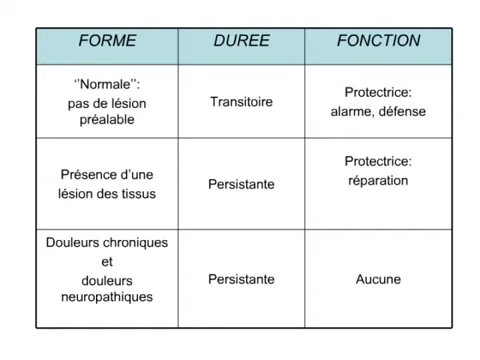 FORME DUREE FONCTION
‘’Normale’’:
pas de lésion
préalable
Transitoire
Protectrice:
alarme, défense
Présence d’une
lésion des tissus
Persistante
Protectrice:
réparation
Douleurs chroniques
et
douleurs
neuropathiques
Persistante
Aucune